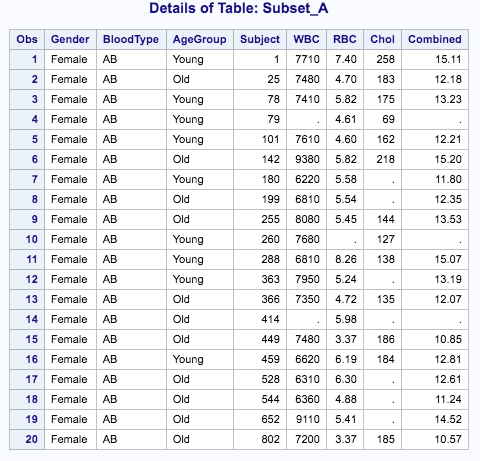 Details of Table: Subset_A
Obs Gender BloodType AgeGroup Subject WBC RBC Chol Combined
1 Female AB Young 1 7710 7.40 258 15.11
2 Female AB Old 25 7480 4.70 183 12.18
3 Female AB Young 78 7410 5.82 175 13.23
4 Female AB Young 79 . 4.61 69 .
5 Female AB Young 101 7610 4.60 162 12.21
6 Female AB Old 142 9380 5.82 218 15.20
7 Female AB Young 180 6220 5.58 . 11.80
8 Female AB Old 199 6810 5.54 . 12.35
9 Female AB Old 255 8080 5.45 144 13.53
10 Female AB Young 260 7680 . 127 .
11 Female AB Young 288 6810 8.26 138 15.07
12 Female AB Young 363 7950 5.24 . 13.19
13 Female AB Old 366 7350 4.72 135 12.07
14 Female AB Old 414 . 5.98 . .
15 Female AB Old 449 7480 3.37 186 10.85
16 Female AB Young 459 6620 6.19 184 12.81
17 Female AB Old 528 6310 6.30 . 12.61
18 Female AB Old 544 6360 4.88 . 11.24
19 Female AB Old 652 9110 5.41 . 14.52
20 Female AB Old 802 7200 3.37 185 10.57